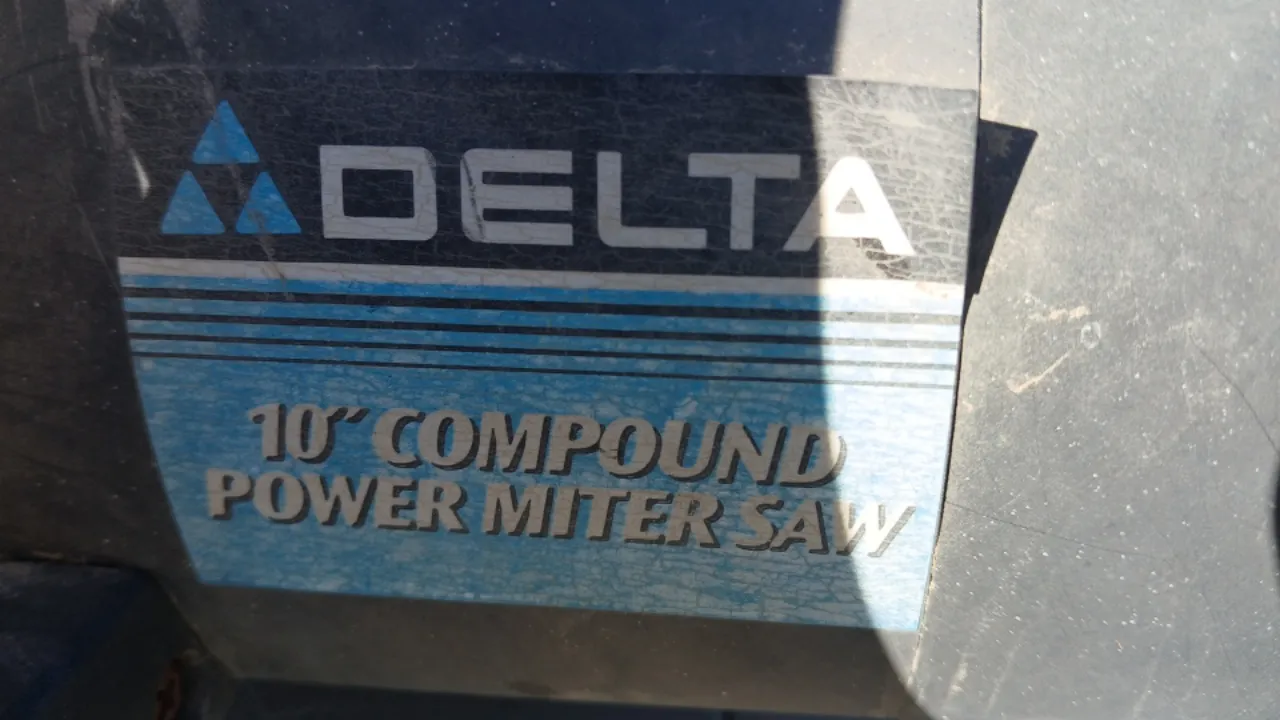 DELTA
10" COMPOUND
POWER MITER SAW